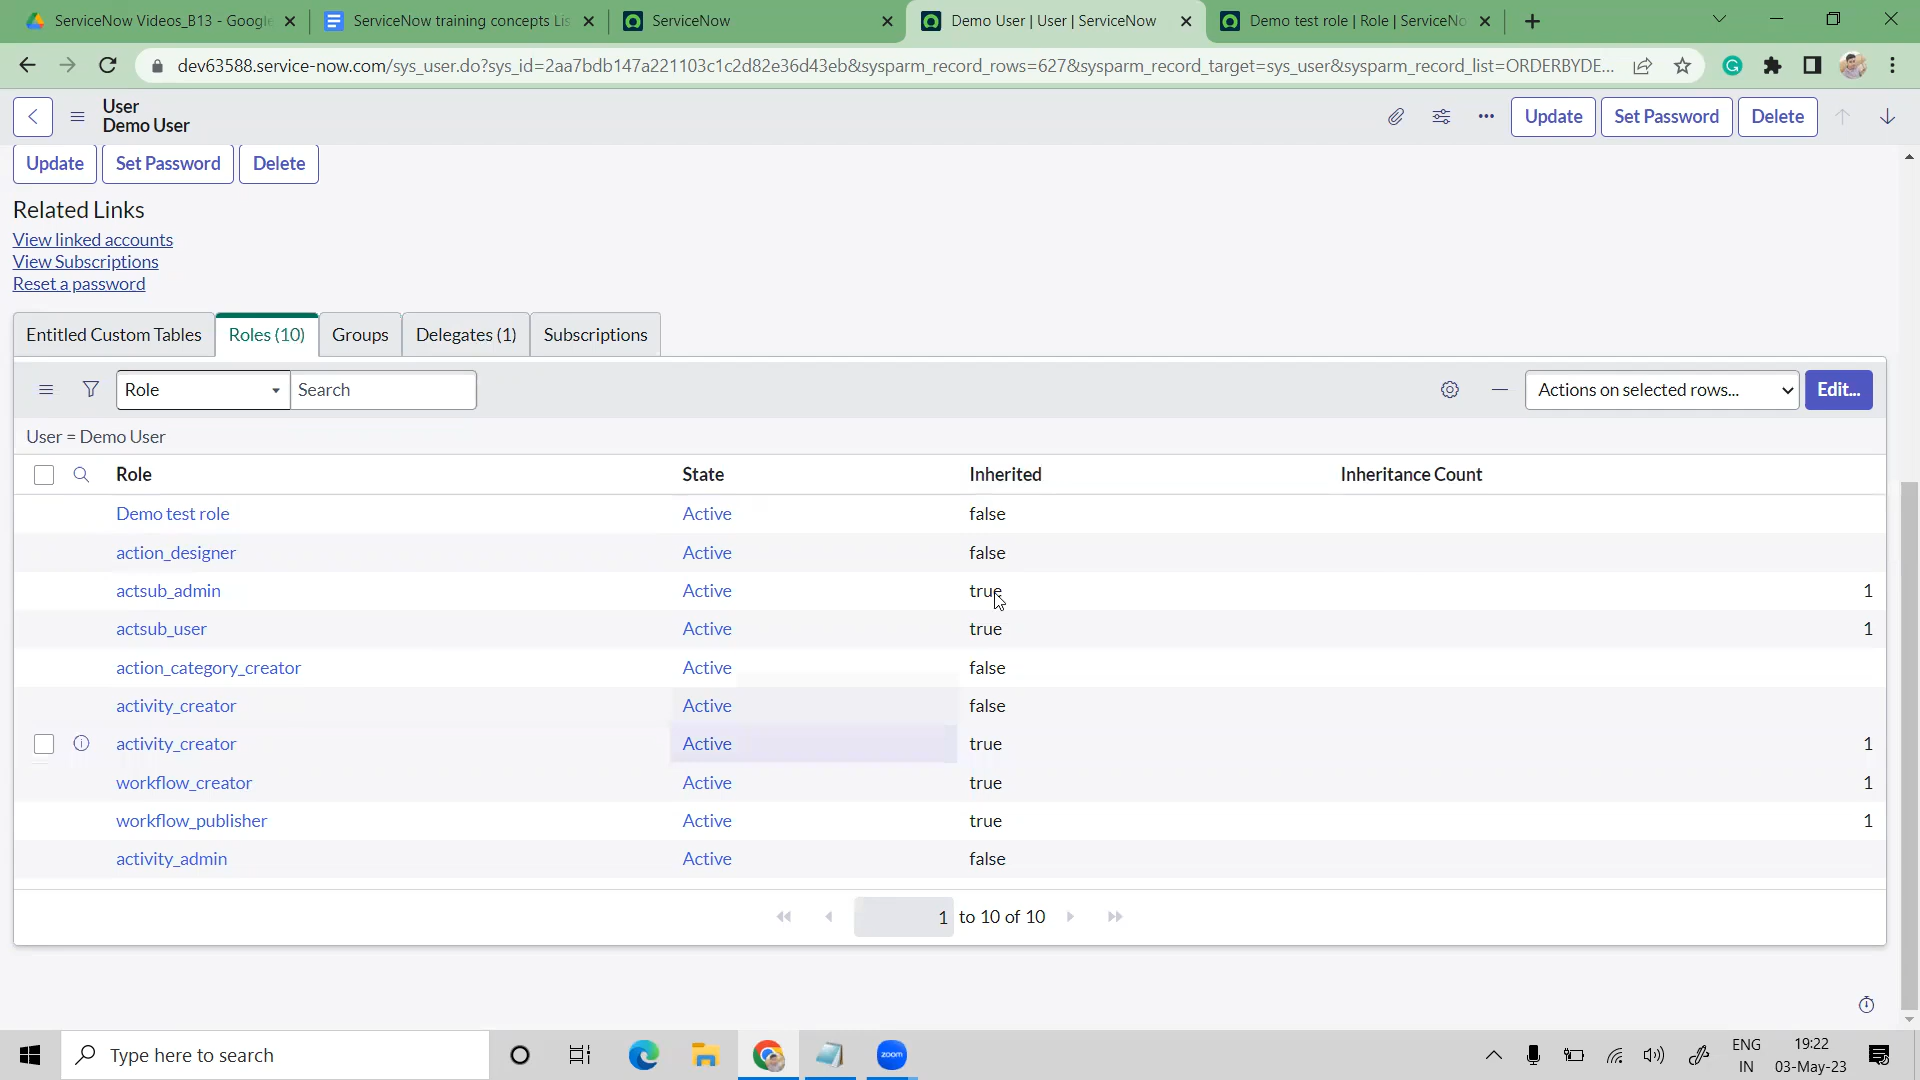 ServiceNow Videos_B13 - Google
ServiceNow training concepts Lis
ServiceNow
Demo User | User | ServiceNow
Demo test role | Role | ServiceNo
dev63588.service-now.com/sys_user.do?sys_id=2aa7bdb147a221103c1c2d82e36d43eb&sysparm_record_rows=627&sysparm_record_target=sys_user&sysparm_record_list=ORDERBYDE...
User
Demo User
Update
Set Password
Delete
Update
Set Password
Delete
Related Links
View linked accounts
View Subscriptions
Reset a password
Entitled Custom Tables
Roles (10)
Groups
Delegates (1)
Subscriptions
Role
Search
Actions on selected rows...
Edit...
User = Demo User
Role State Inherited Inheritance Count
Demo test role Active false
action_designer Active false
actsub_admin Active true 1
actsub_user Active true 1
action_category_creator Active false
activity_creator Active false
activity_creator Active true 1
workflow_creator Active true 1
workflow_publisher Active true 1
activity_admin Active false
1 to 10 of 10
Type here to search
zoom
ENG
IN
19:22
03-May-23